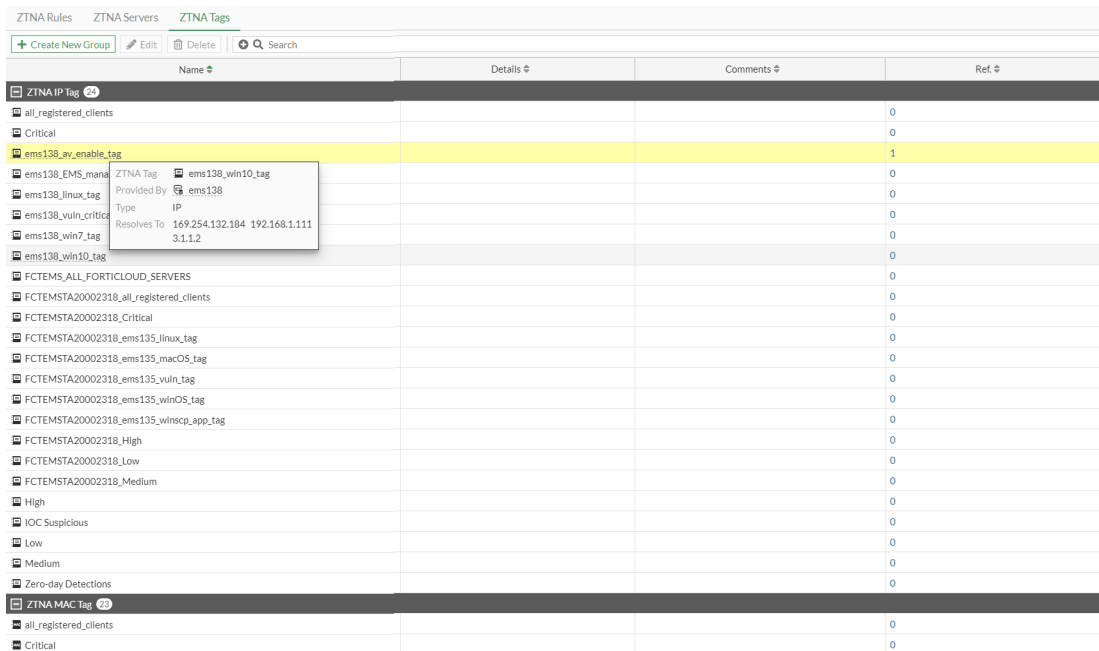 ZTNA Rules ZTNA Servers ZTNA Tags
Create New Group Edit Delete Search
Name Details Comments Ref.
ZTNA IP Tag 24
all_registered_clients 0
Critical 0
ems138_av_enable_tag 1
ems138_EMS_mana 0
ZTNA Tag ems138_win10_tag
ems138_linux_tag 0
Provided By ems138
ems138_vuln_critica 0
Type IP
ems138_win7_tag 0
Resolves To 169.254.132.184 192.168.1.111
3.1.1.2
ems138_win10_tag 0
FCTEMS_ALL_FORTICLOUD_SERVERS 0
FCTEMSTA20002318_all_registered_clients 0
FCTEMSTA20002318_Critical 0
FCTEMSTA20002318_ems135_linux_tag 0
FCTEMSTA20002318_ems135_macOS_tag 0
FCTEMSTA20002318_ems135_vuln_tag 0
FCTEMSTA20002318_ems135_winOS_tag 0
FCTEMSTA20002318_ems135_winscp_app_tag 0
FCTEMSTA20002318_High 0
FCTEMSTA20002318_Low 0
FCTEMSTA20002318_Medium 0
High 0
IOC Suspicious 0
Low 0
Medium 0
Zero-day Detections 0
ZTNA MAC Tag 23
all_registered_clients 0
Critical 0